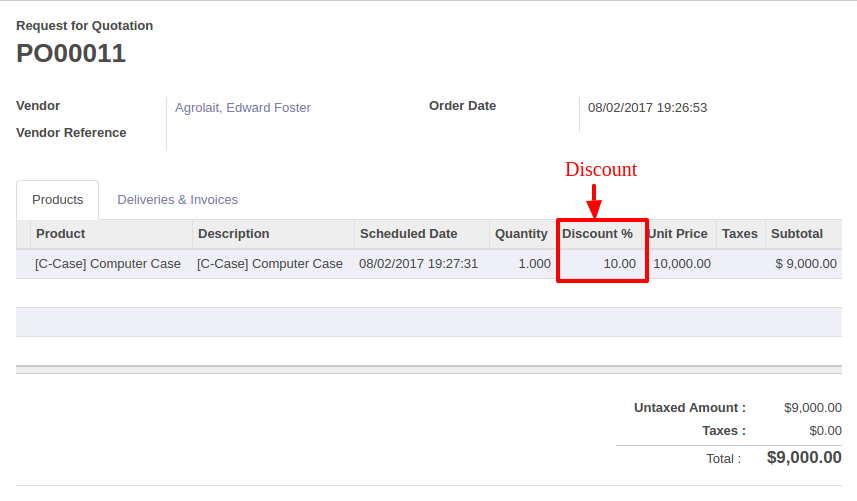 Request for Quotation
PO00011
Vendor Agrolait, Edward Foster Order Date 08/02/2017 19:26:53
Vendor Reference
Discount
Products Deliveries & Invoices
Product Description Scheduled Date Quantity Discount % Unit Price Taxes Subtotal
[C-Case] Computer Case [C-Case] Computer Case 08/02/2017 19:27:31 1.000 10.00 10,000.00 $ 9,000.00
Untaxed Amount : $9,000.00
Taxes : $0.00
Total : $9,000.00